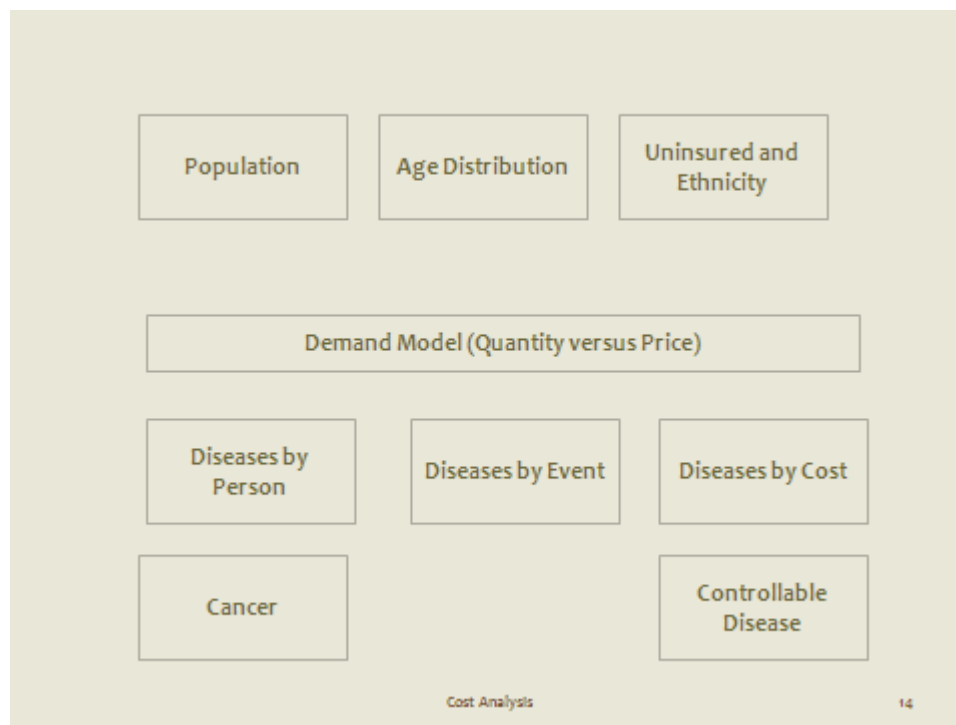 Population
Age Distribution
Uninsured and
Ethnicity
Demand Model (Quantity versus Price)
Diseases by
Person
Diseases by Event
Diseases by Cost
Cancer
Controllable
Disease
Cost Analysis
14